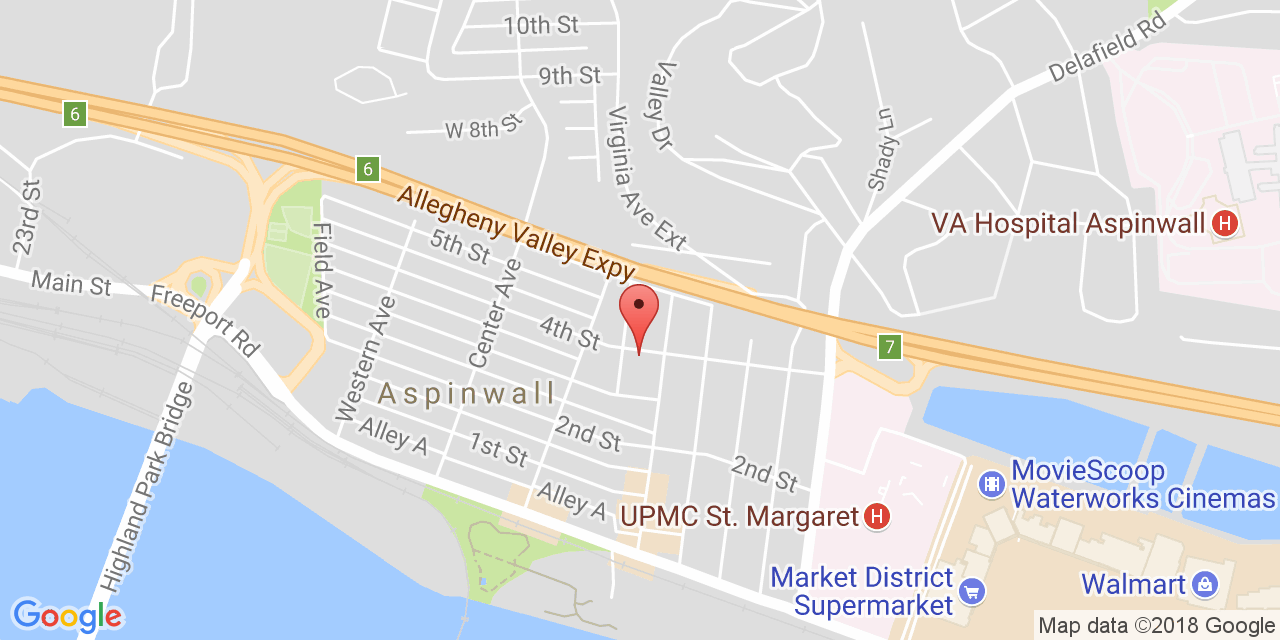 10th St
Delafield Rd
9th St
Valley Dr
6
W 8th St
Virginia Ave Ext
Shady Ln
6
23rd St
Allegheny Valley Expy
VA Hospital Aspinwall H
Field Ave
5th St
Main St
Freeport Rd
Center Ave
Western Ave
4th St
7
Aspinwall
Highland Park Bridge
Alley A
2nd St
1st St
2nd St
MovieScoop
Waterworks Cinemas
Alley A
UPMC St. Margaret H
Market District
Supermarket
Walmart
Google
Map data ©2018 Google